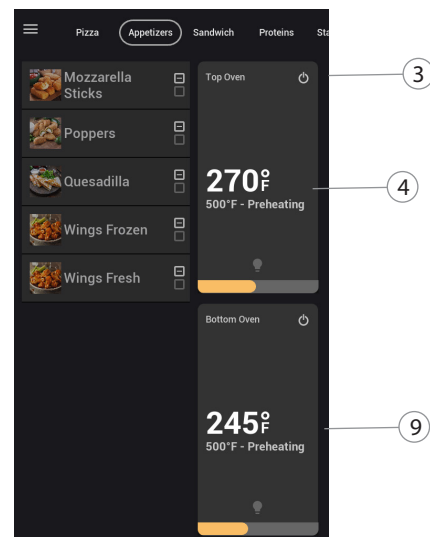 Pizza Appetizers Sandwich Proteins Sta
Mozzarella
Sticks
Poppers
Quesadilla
Wings Frozen
Wings Fresh
Top Oven
270°F
500°F - Preheating
Bottom Oven
245°F
500°F - Preheating
3
4
9